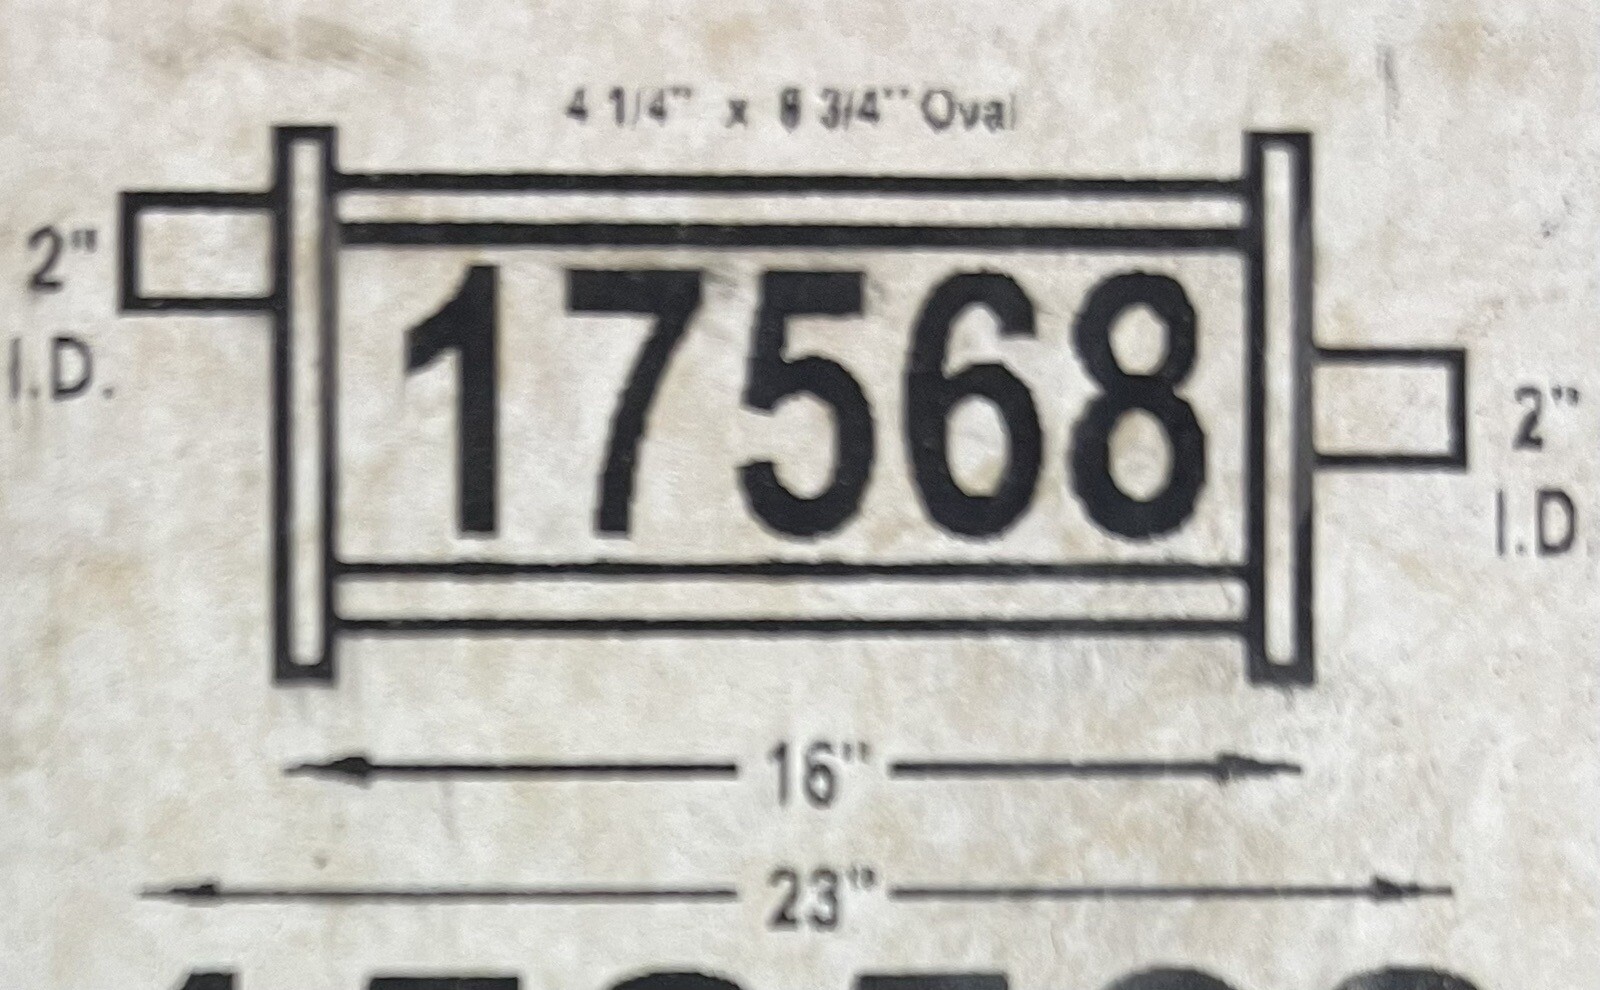 4 1/4" x 8 3/4" Oval
2"
I.D.
17568
2"
I.D
16"
23"